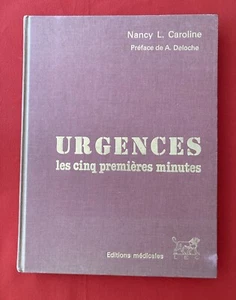 Nancy L. Caroline
Préface de A. Deloche
URGENCES
les cinq premières minutes
Editions médicales